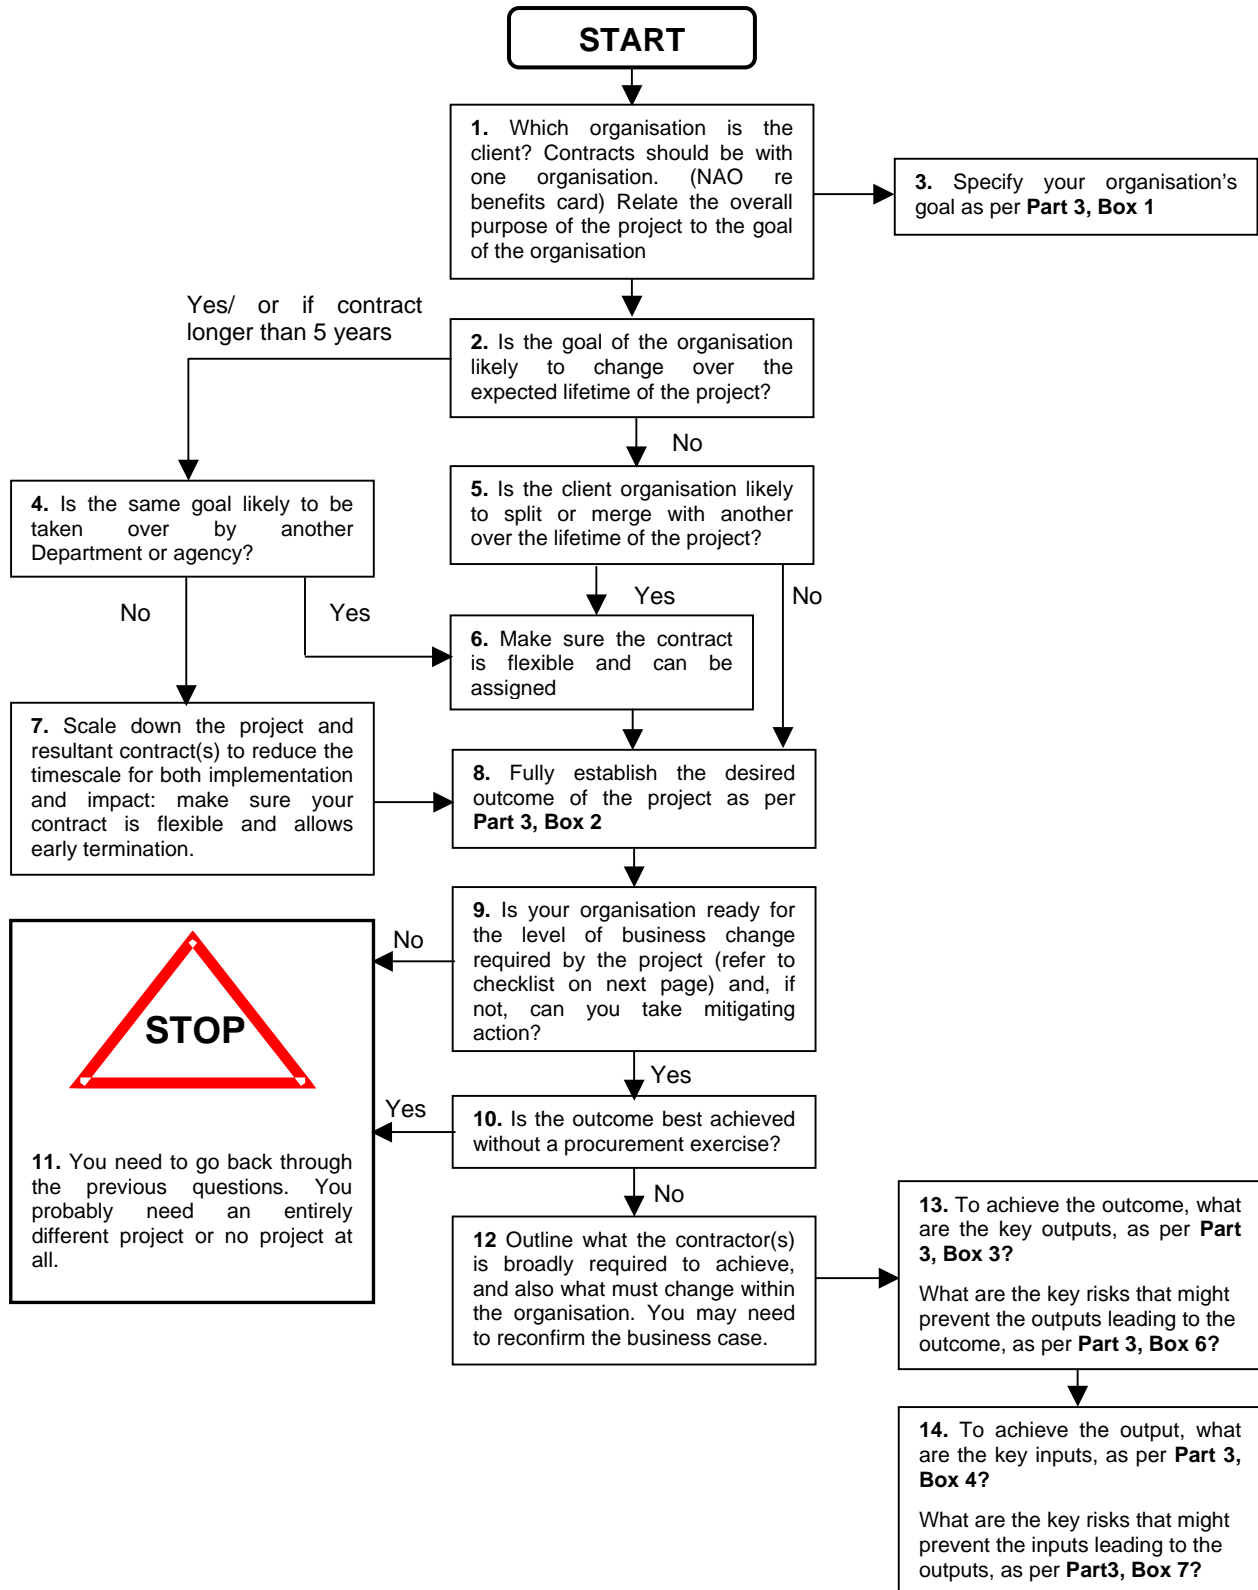 START
1. Which organisation is the
client? Contracts should be with
one organisation. (NAO re
benefits card) Relate the overall
purpose of the project to the goal
of the organisation
3. Specify your organisation's
goal as per Part 3, Box 1
Yes/ or if contract
longer than 5 years
2. Is the goal of the organisation
likely to change over the
expected lifetime of the project?
No
4. Is the same goal likely to be
taken over by another
Department or agency?
5. Is the client organisation likely
to split or merge with another
over the lifetime of the project?
No
Yes
Yes
No
6. Make sure the contract
is flexible and can be
assigned
7. Scale down the project and
resultant contract(s) to reduce the
timescale for both implementation
and impact: make sure your
contract is flexible and allows
early termination.
8. Fully establish the desired
outcome of the project as per
Part 3, Box 2
9. Is your organisation ready for
the level of business change
required by the project (refer to
checklist on next page) and, if
not, can you take mitigating
action?
No
STOP
11. You need to go back through
the previous questions. You
probably need an entirely
different project or no project at
all.
Yes
Yes
10. Is the outcome best achieved
without a procurement exercise?
No
12 Outline what the contractor(s)
is broadly required to achieve,
and also what must change within
the organisation. You may need
to reconfirm the business case.
13. To achieve the outcome, what
are the key outputs, as per Part
3, Box 3?
What are the key risks that might
prevent the outputs leading to the
outcome, as per Part 3, Box 6?
14. To achieve the output, what
are the key inputs, as per Part 3,
Box 4?
What are the key risks that might
prevent the inputs leading to the
outputs, as per Part3, Box 7?